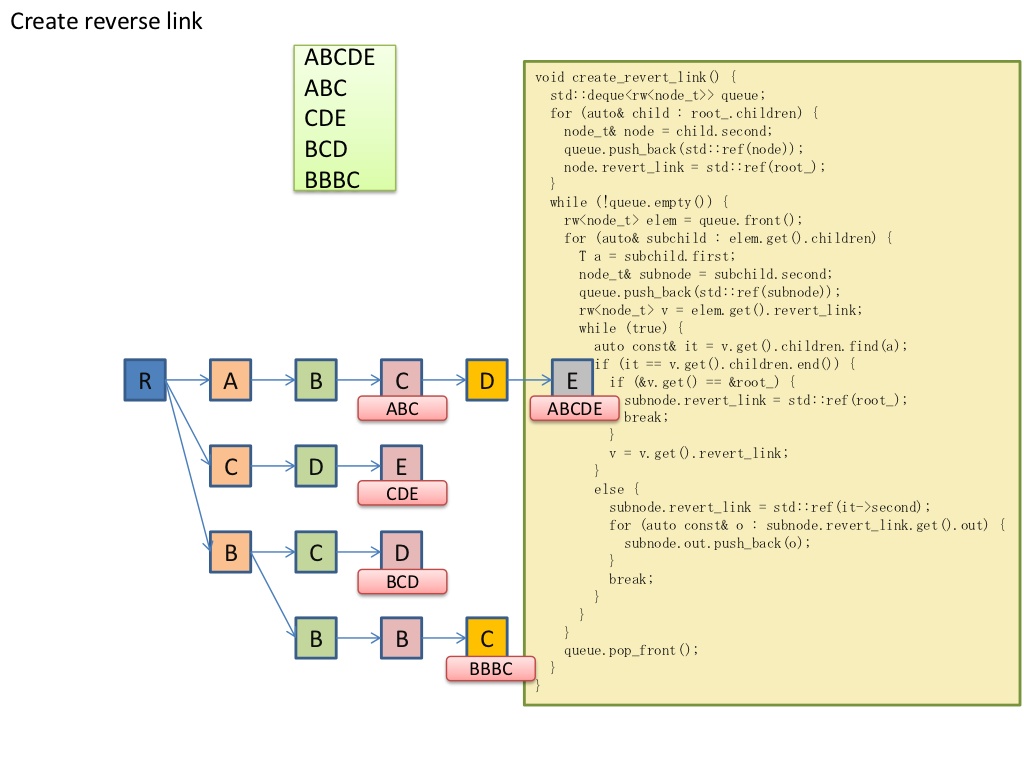 Create reverse link
ABCDE
ABC
CDE
BCD
BBBC
void create_revert_link() {
std::deque<rw<node_t>> queue;
for (auto& child : root_.children) {
node_t& node = child.second;
queue.push_back(std::ref(node));
node.revert_link = std::ref(root_);
}
while (!queue.empty()) {
rw<node_t> elem = queue.front();
for (auto& subchild : elem.get().children) {
T a = subchild.first;
node_t& subnode = subchild.second;
queue.push_back(std::ref(subnode));
rw<node_t> v = elem.get().revert_link;
while (true) {
auto const& it = v.get().children.find(a);
if (it == v.get().children.end()) {
if (&v.get() == &root_) {
subnode.revert_link = std::ref(root_);
break;
}
v = v.get().revert_link;
}
else {
subnode.revert_link = std::ref(it->second);
for (auto const& o : subnode.revert_link.get().out) {
subnode.out.push_back(o);
}
break;
}
}
}
queue.pop_front();
}
}
R A B C D E
ABC ABCDE
C D E
CDE
B C D
BCD
B B C
BBBC